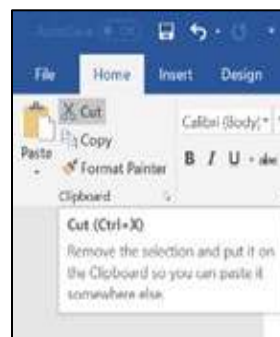 File Home Insert Design
Cut
Calibri (Body)
Copy
Paste
Format Painter
B I U abc
Clipboard
Cut (Ctrl+X)
Remove the selection and put it on
the Clipboard so you can paste it
somewhere else.